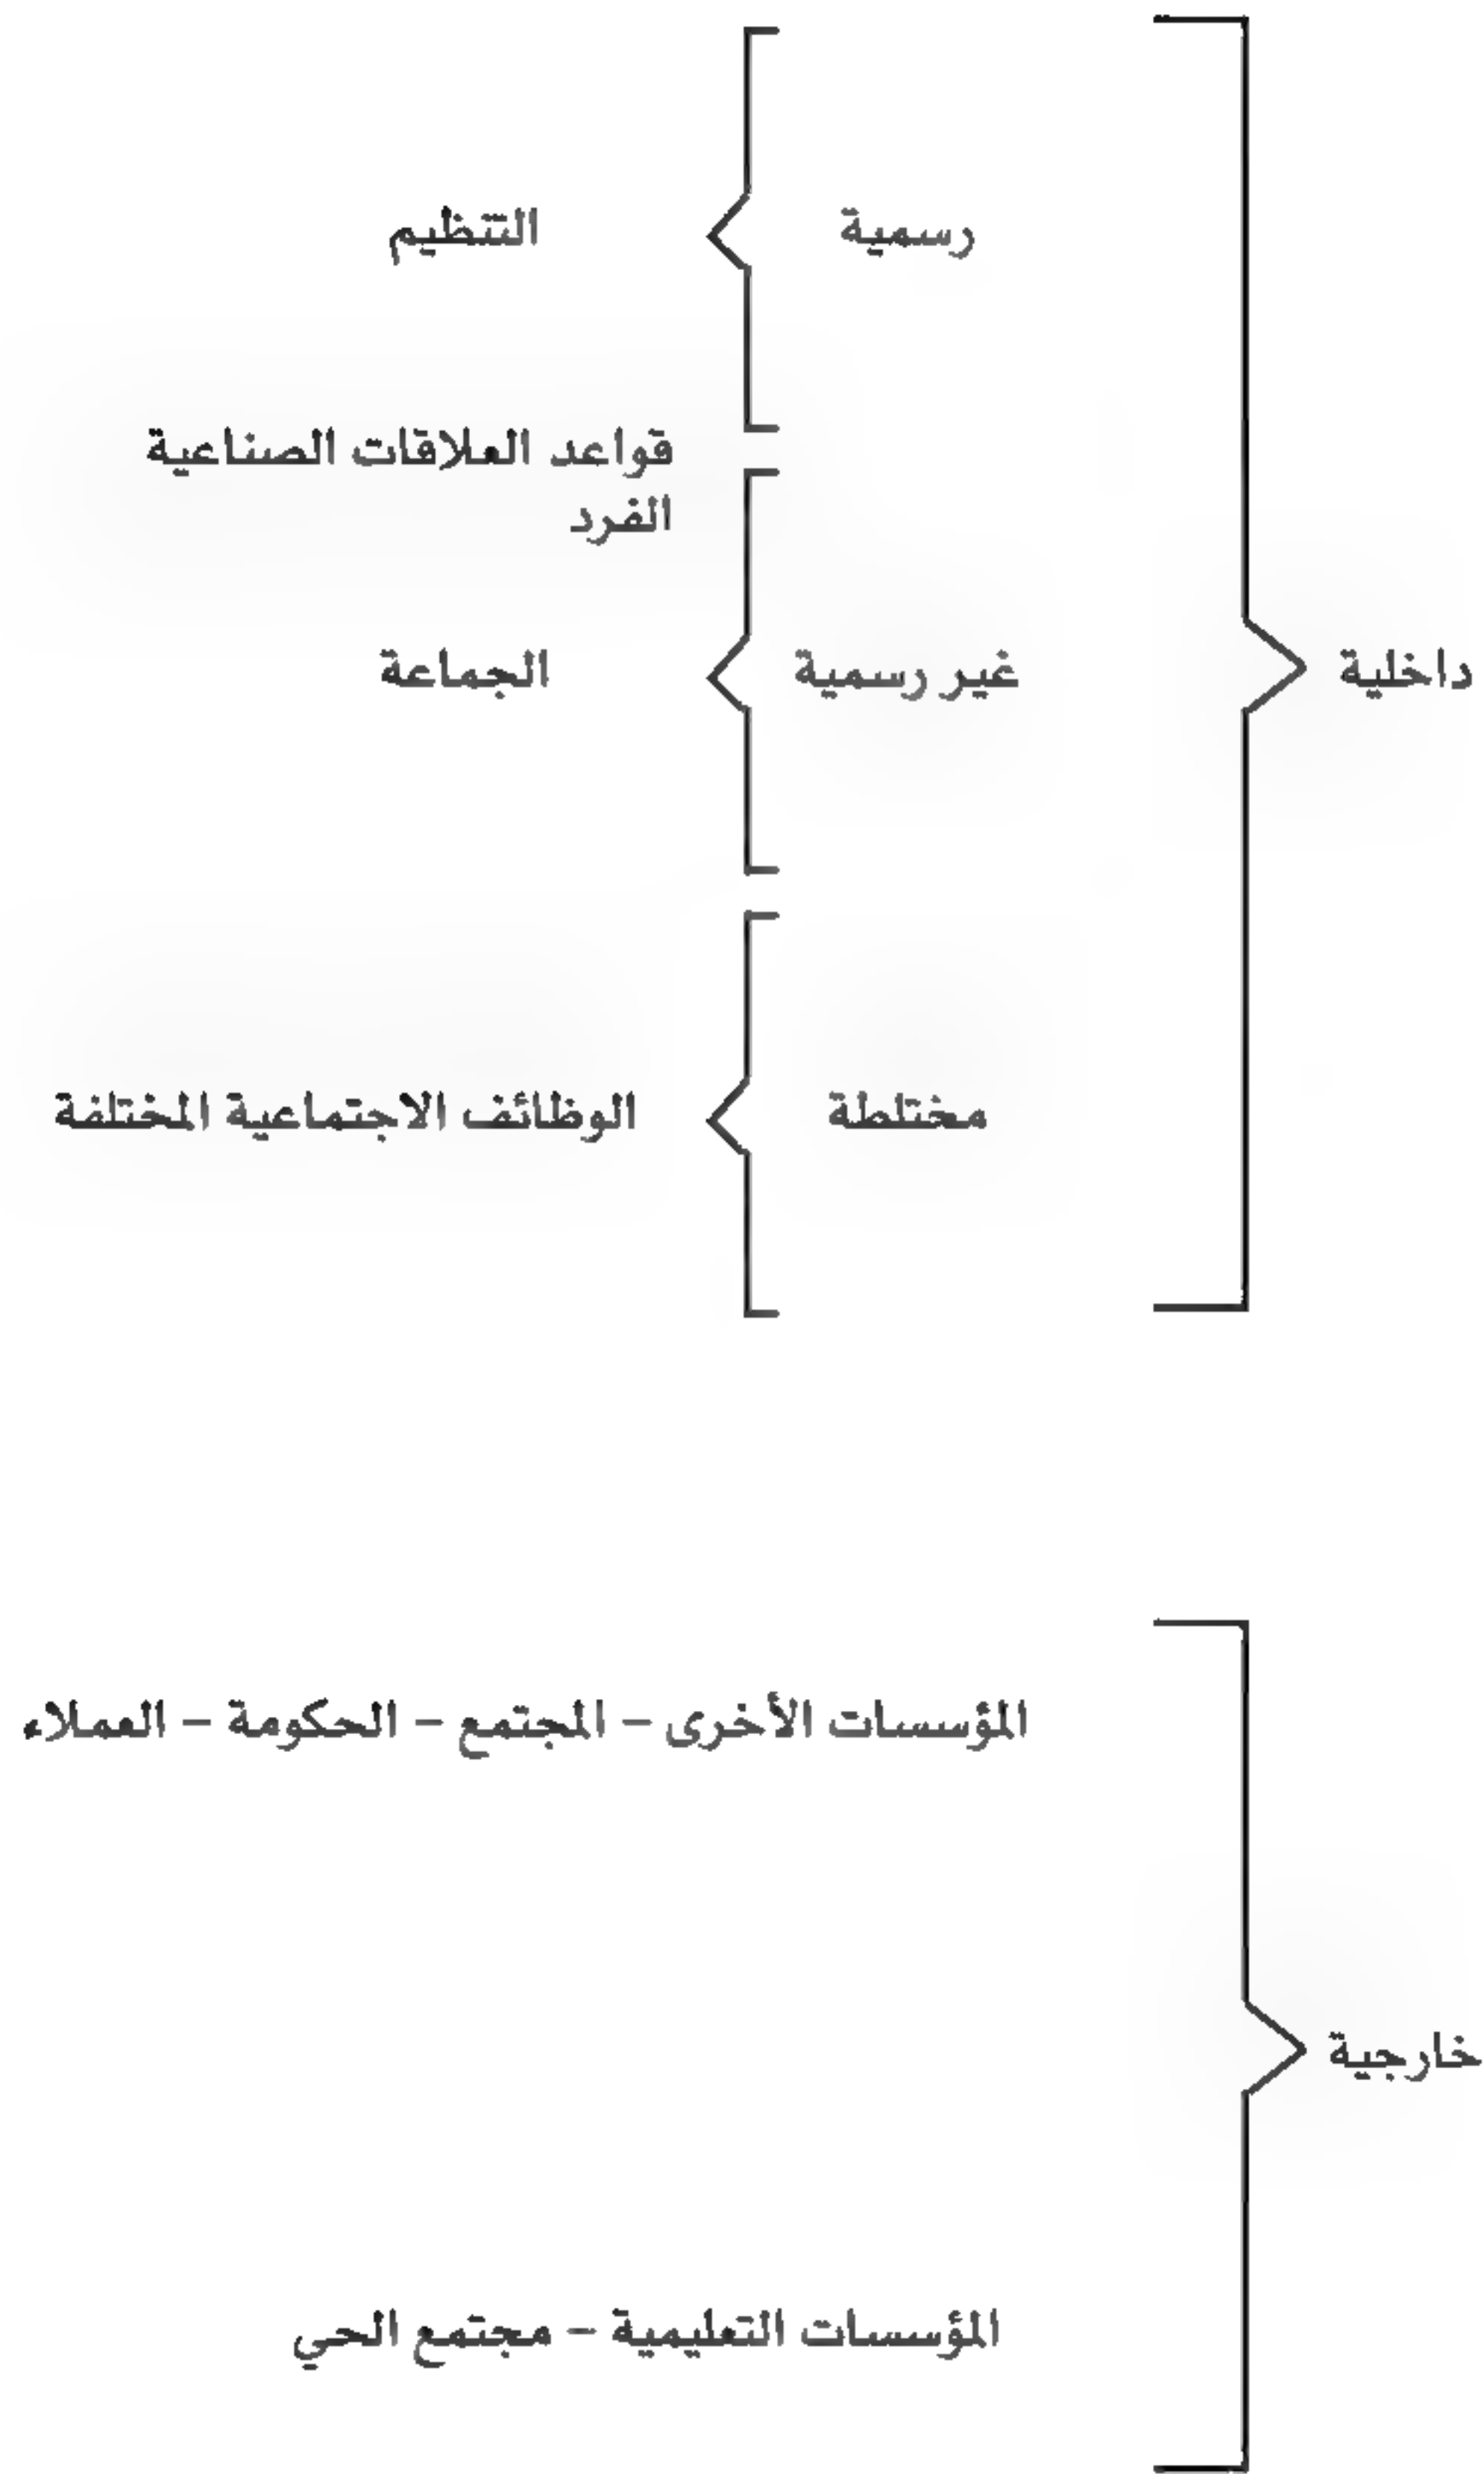 رسمية
التنظيم
قواعد العلاقات الصناعية
الفرد
داخلية
غير رسمية
الجماعة
مختلطة
الوظائف الاجتماعية المختلفة
المؤسسات الأخرى – المجتمع – الحكومة – العملاء
خارجية
المؤسسات التعليمية – مجتمع الحي